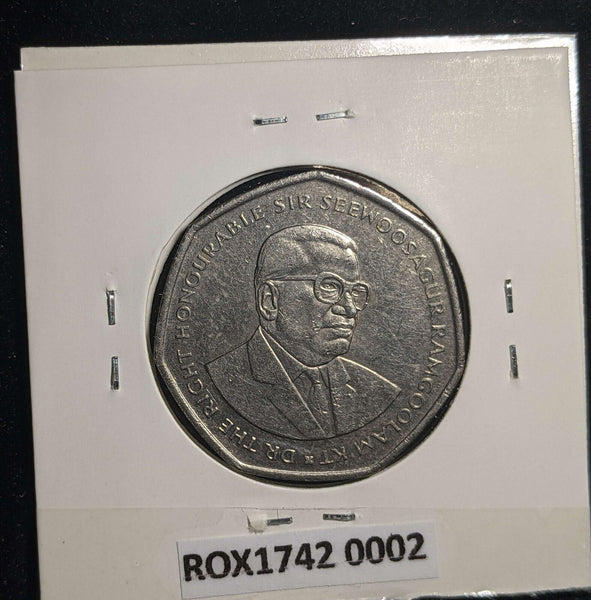 DR THE RIGHT HONOURABLE SIR SEEWOOSAGUR RAMGOOLAM KT
ROX1742 0002